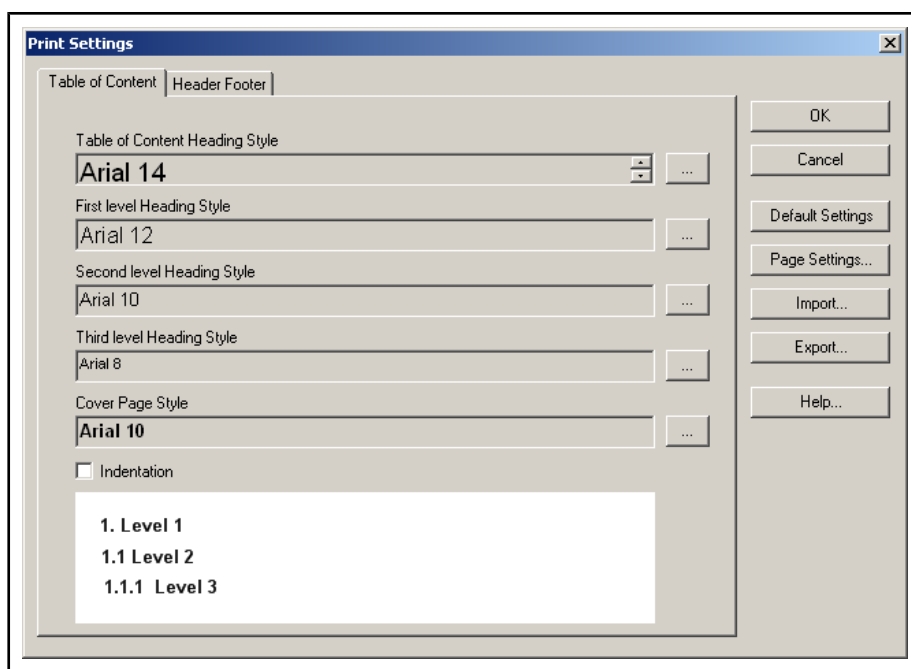 Print Settings
Table of Content
Header Footer
Table of Content Heading Style
Arial 14
...
First level Heading Style
Arial 12
...
Second level Heading Style
Arial 10
...
Third level Heading Style
Arial 8
...
Cover Page Style
Arial 10
...
Indentation
1. Level 1
1.1 Level 2
1.1.1 Level 3
OK
Cancel
Default Settings
Page Settings...
Import...
Export...
Help...